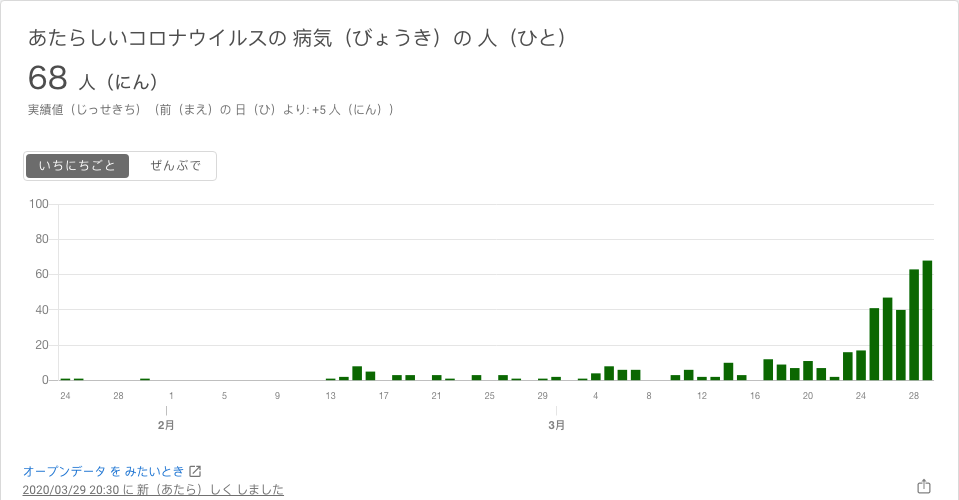 あたらしいコロナウイルスの 病気（びょうき）の 人（ひと）
68 人（にん）
実績値（じっせきち）（前（まえ）の 日（ひ）より: +5 人（にん））
いちにちごと ぜんぶで
100
80
60
40
20
0
24 28 1 5 9 13 17 21 25 29 4 8 12 16 20 24 28
2月 3月
オープンデータ を みたいとき
2020/03/29 20:30 に 新（あたら）しく しました